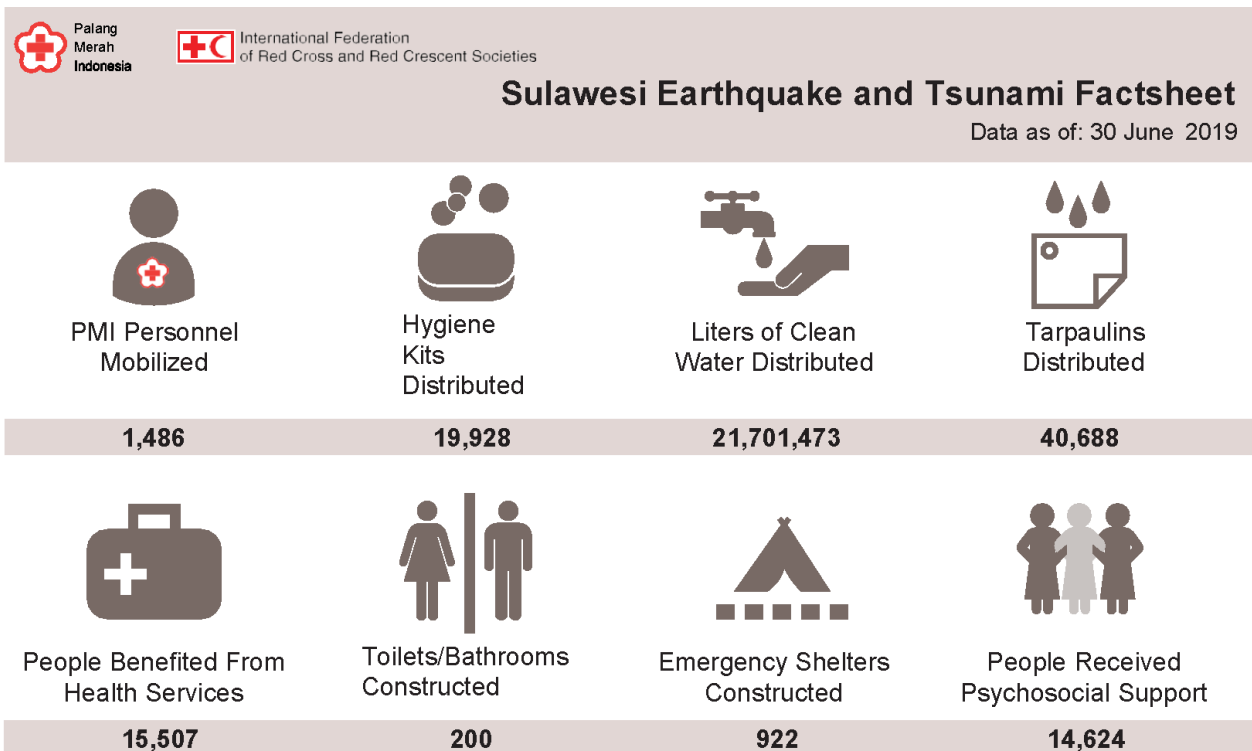 Palang
Merah
Indonesia
International Federation
of Red Cross and Red Crescent Societies
Sulawesi Earthquake and Tsunami Factsheet
Data as of: 30 June 2019
PMI Personnel
Mobilized
Hygiene
Kits
Distributed
Liters of Clean
Water Distributed
Tarpaulins
Distributed
1,486
19,928
21,701,473
40,688
People Benefited From
Health Services
Toilets/Bathrooms
Constructed
Emergency Shelters
Constructed
People Received
Psychosocial Support
15,507
200
922
14,624